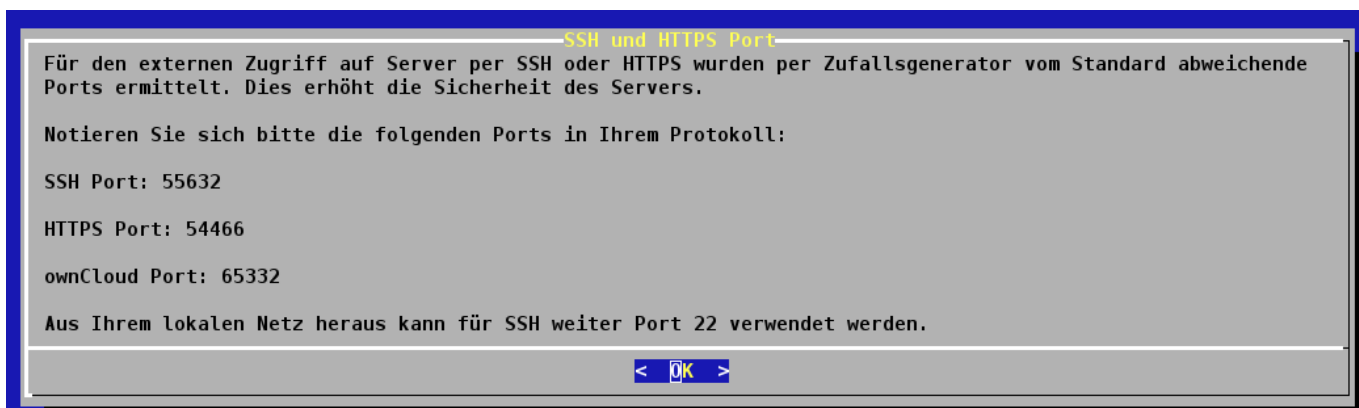 SSH und HTTPS Port
Für den externen Zugriff auf Server per SSH oder HTTPS wurden per Zufallsgenerator vom Standard abweichende
Ports ermittelt. Dies erhöht die Sicherheit des Servers.
Notieren Sie sich bitte die folgenden Ports in Ihrem Protokoll:
SSH Port: 55632
HTTPS Port: 54466
ownCloud Port: 65332
Aus Ihrem lokalen Netz heraus kann für SSH weiter Port 22 verwendet werden.
< OK >